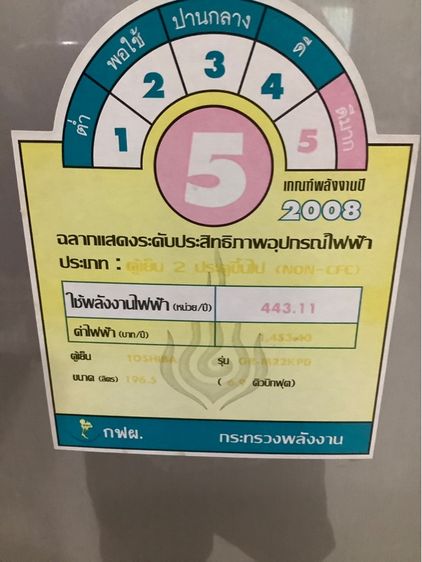 ต่ำ พอใช้ ปานกลาง ดี ดีมาก
1 2 3 4 5
5
เกณฑ์พลังงานปี
2008
ฉลากแสดงระดับประสิทธิภาพอุปกรณ์ไฟฟ้า
ประเภท : ตู้เย็น 2 ประตูขึ้นไป (NON-CFC)
ใช้พลังงานไฟฟ้า (หน่วย/ปี) 443.11
ค่าไฟฟ้า (บาท/ปี)
ตู้เย็น TOSHIBA รุ่น
ขนาด (ลิตร) 196.5 ( 6.9 คิวบิกฟุต)
กฟผ. กระทรวงพลังงาน